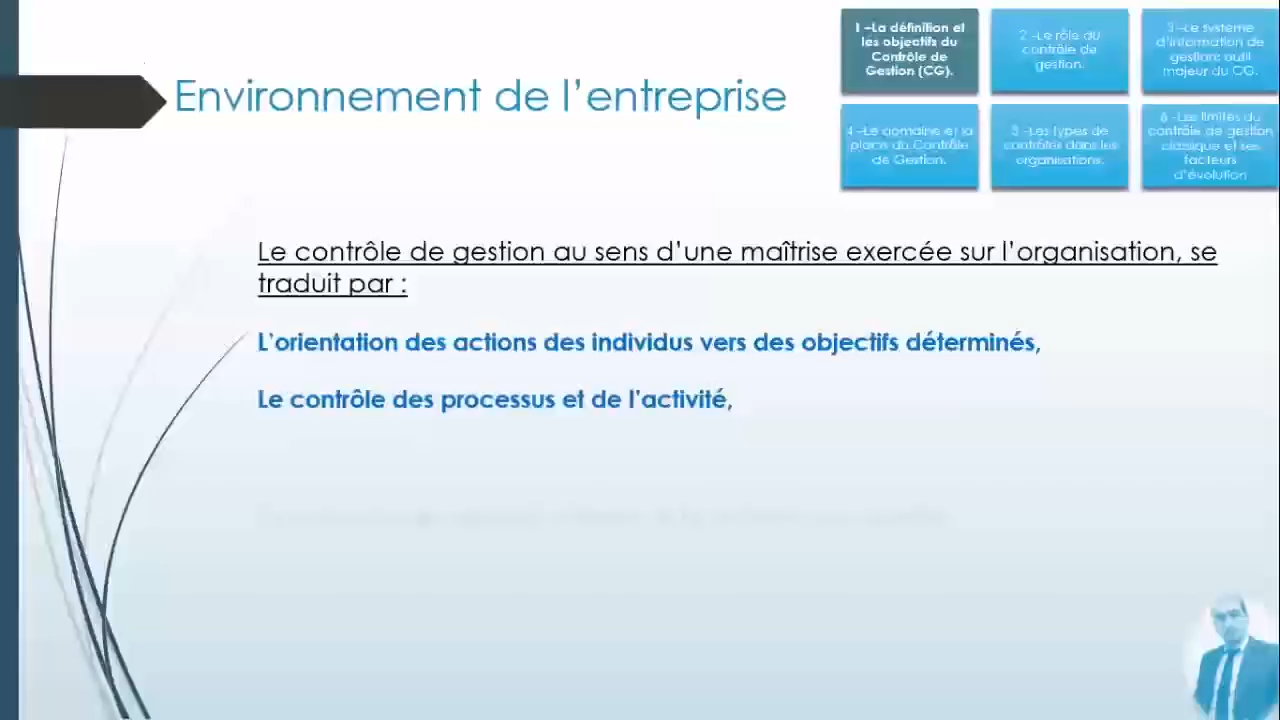 1 –La définition et
les objectifs du
Contrôle de
Gestion (CG).
2 -Le rôle du
contrôle de
gestion.
3 –Le système
d'information de
gestion: outil
majeur du CG.
Environnement de l'entreprise
4 –Le domaine et la
place du Contrôle
de Gestion.
5 –Les types de
contrôles dans les
organisations.
6 –Les limites du
contrôle de gestion
classique et ses
facteurs
d'évolution
Le contrôle de gestion au sens d'une maîtrise exercée sur l'organisation, se
traduit par :
L'orientation des actions des individus vers des objectifs déterminés,
Le contrôle des processus et de l'activité,